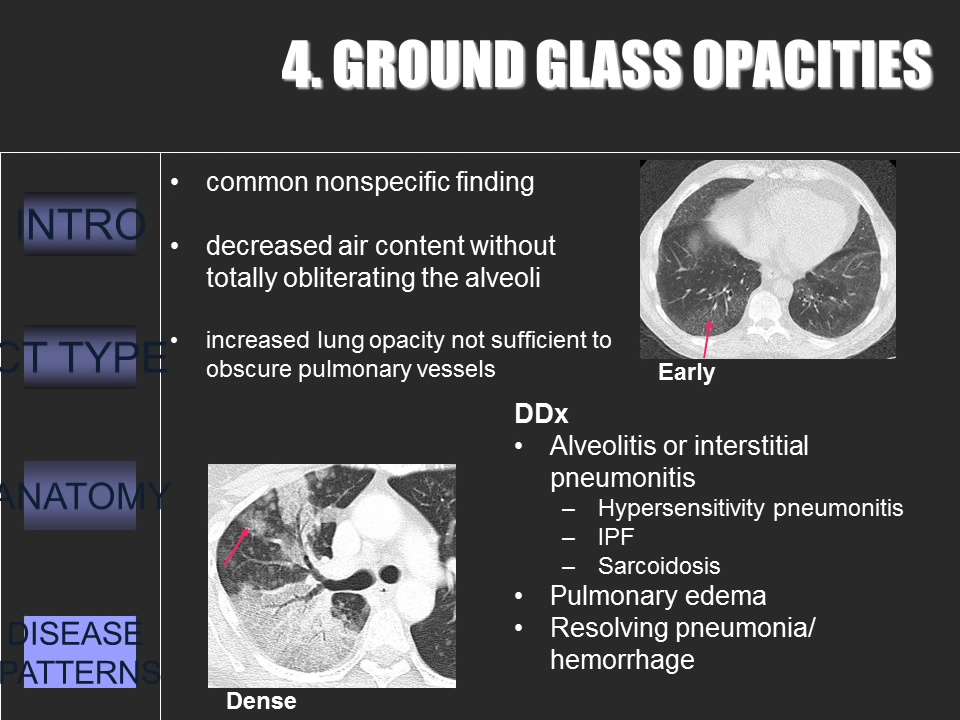 4. GROUND GLASS OPACITIES
INTRO
CT TYPE
ANATOMY
DISEASE
PATTERNS
• common nonspecific finding
• decreased air content without
totally obliterating the alveoli
• increased lung opacity not sufficient to
obscure pulmonary vessels
Early
Dense
DDx
• Alveolitis or interstitial
pneumonitis
– Hypersensitivity pneumonitis
– IPF
– Sarcoidosis
• Pulmonary edema
• Resolving pneumonia/
hemorrhage